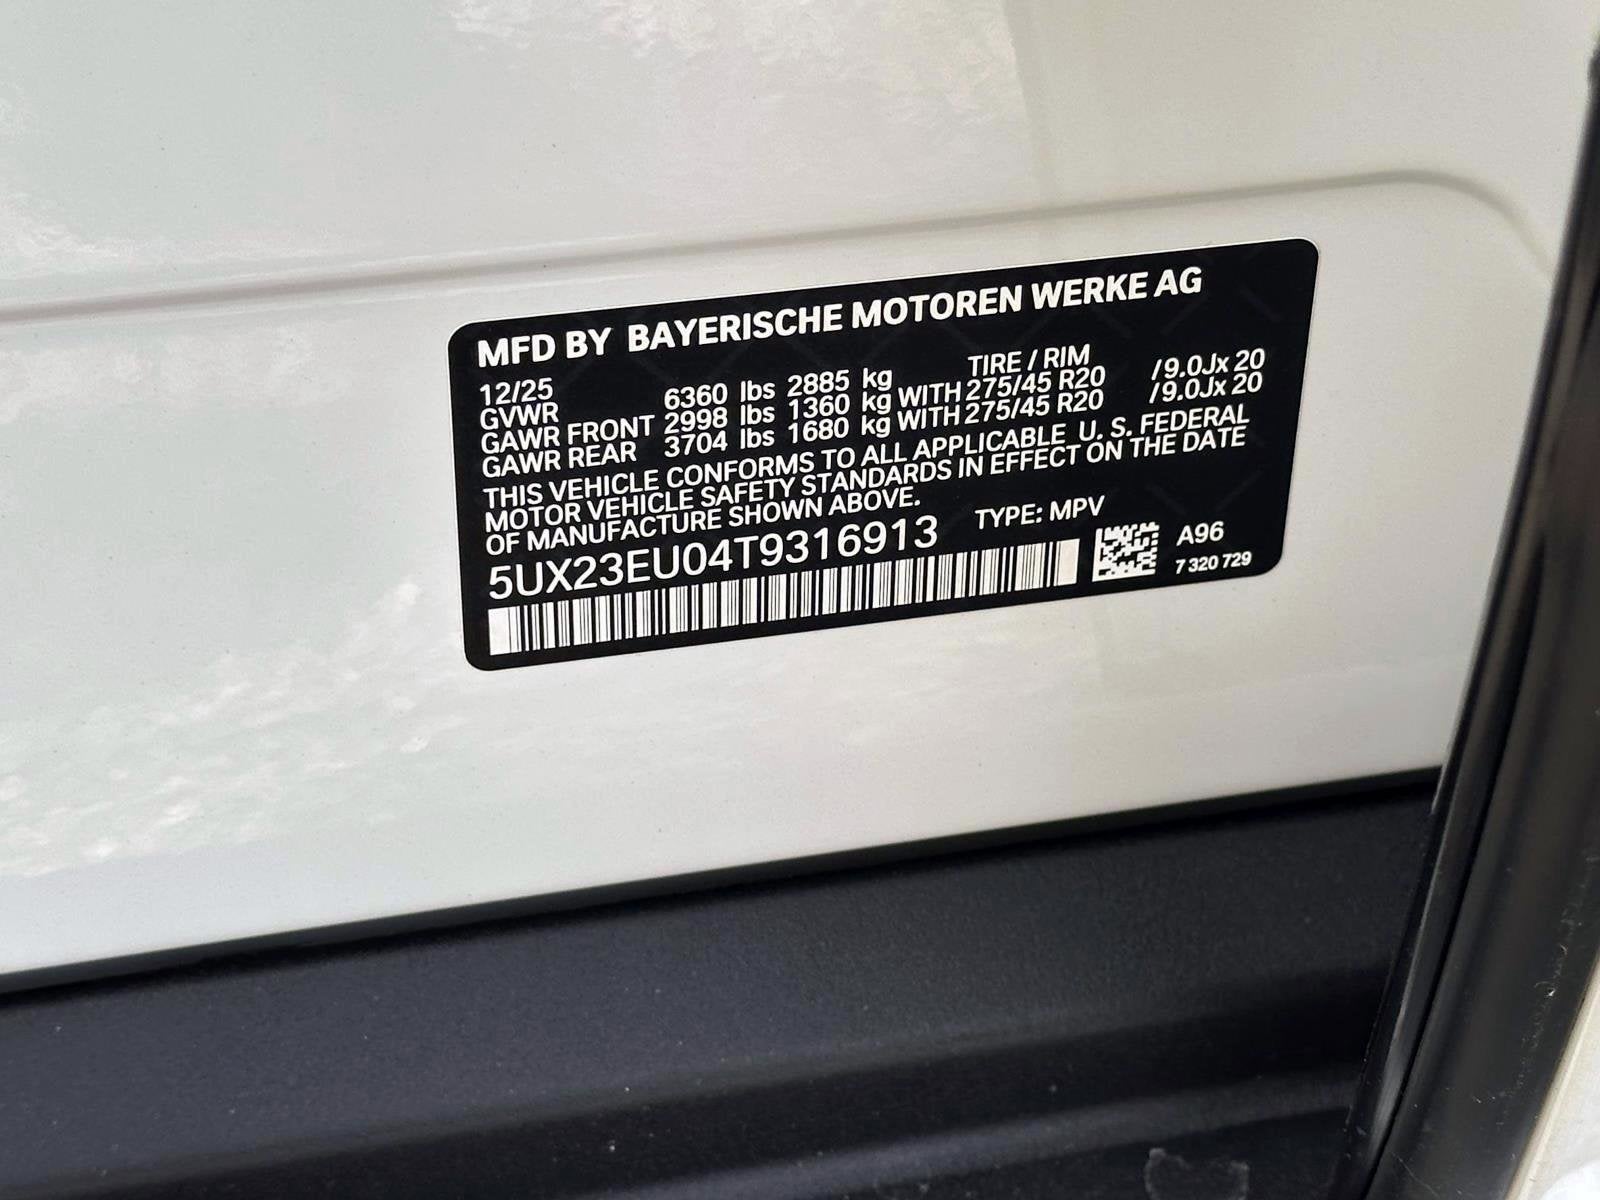 MFD BY BAYERISCHE MOTOREN WERKE AG
12/25 TIRE / RIM
GVWR 6360 lbs 2885 kg
GAWR FRONT 2998 lbs 1360 kg WITH 275/45 R20 /9.0Jx 20
GAWR REAR 3704 lbs 1680 kg WITH 275/45 R20 /9.0Jx 20
THIS VEHICLE CONFORMS TO ALL APPLICABLE U. S. FEDERAL
MOTOR VEHICLE SAFETY STANDARDS IN EFFECT ON THE DATE
OF MANUFACTURE SHOWN ABOVE.
5UX23EU04T9316913 TYPE: MPV
A96
7 320 729